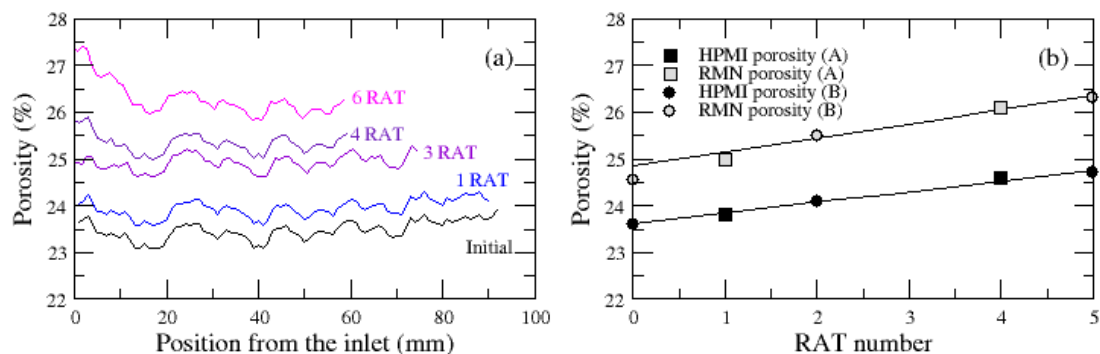 28
27
26
25
24
23
22
Porosity (%)
(a)
6 RAT
4 RAT
3 RAT
1 RAT
Initial
0 20 40 60 80 100
Position from the inlet (mm)
28
27
26
25
24
23
22
Porosity (%)
(b)
HPMI porosity (A)
RMN porosity (A)
HPMI porosity (B)
RMN porosity (B)
0 1 2 3 4 5
RAT number